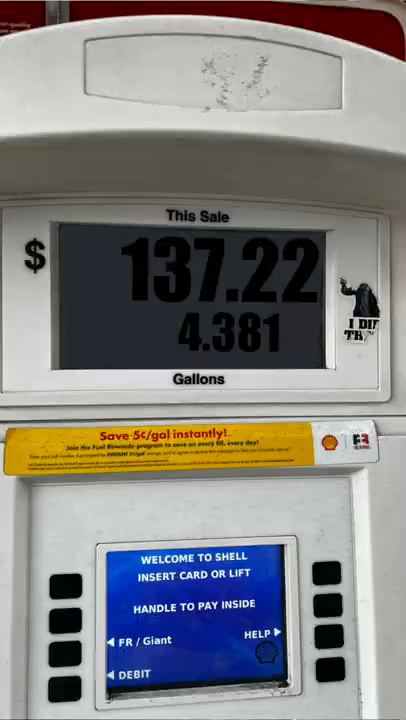 This Sale
$
137.22
4.381
Gallons
I DI
Save 5¢/gal instantly!
Join the Fuel Rewards program to save on every fill, every day!
WELCOME TO SHELL
INSERT CARD OR LIFT
HANDLE TO PAY INSIDE
FR / Giant
HELP
DEBIT